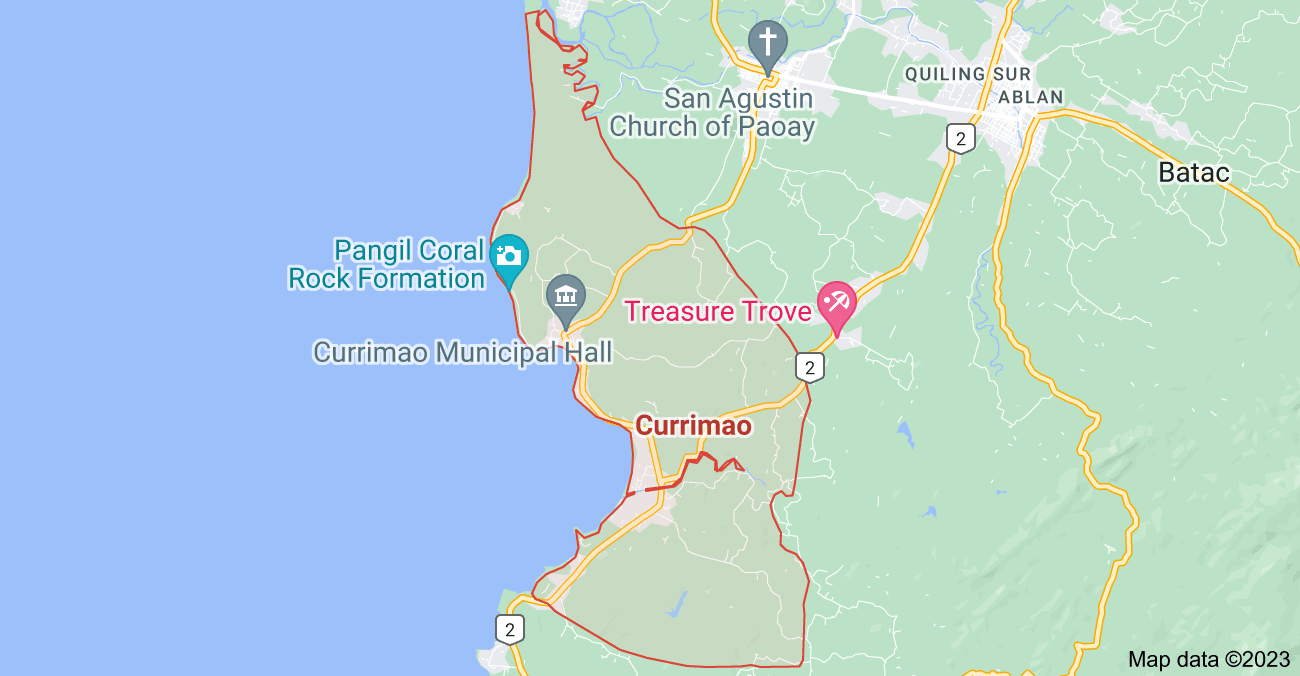 QUILING SUR
ABLAN
San Agustin
Church of Paoay
2
Batac
Pangil Coral
Rock Formation
Treasure Trove
Currimao Municipal Hall
2
Currimao
2
Map data ©2023